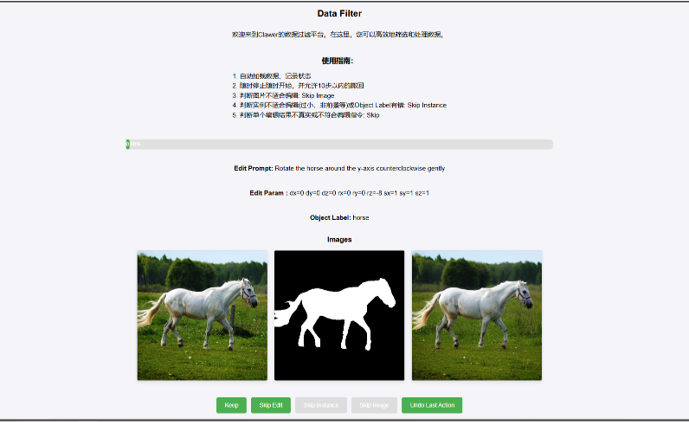 Data Filter
欢迎来到Clawer的数据过滤平台，在这里，您可以高效地筛选和处理数据。
使用指南：
1. 自动加载数据，记录状态
2. 随时停止随时开始，并允许10步以内的撤回
3. 判断图片不适合编辑: Skip Image
4. 判断实例不适合编辑(过小、非前景等)或Object Label有错: Skip Instance
5. 判断单个编辑结果不真实或不符合编辑指令: Skip
Edit Prompt: Rotate the horse around the y-axis counterclockwise gently
Edit Param : dx=0 dy=0 dz=0 rx=0 ry=0 rz=-8 sx=1 sy=1 sz=1
Object Label: horse
Images
Keep Skip Edit Skip Instance Skip Image Undo Last Action